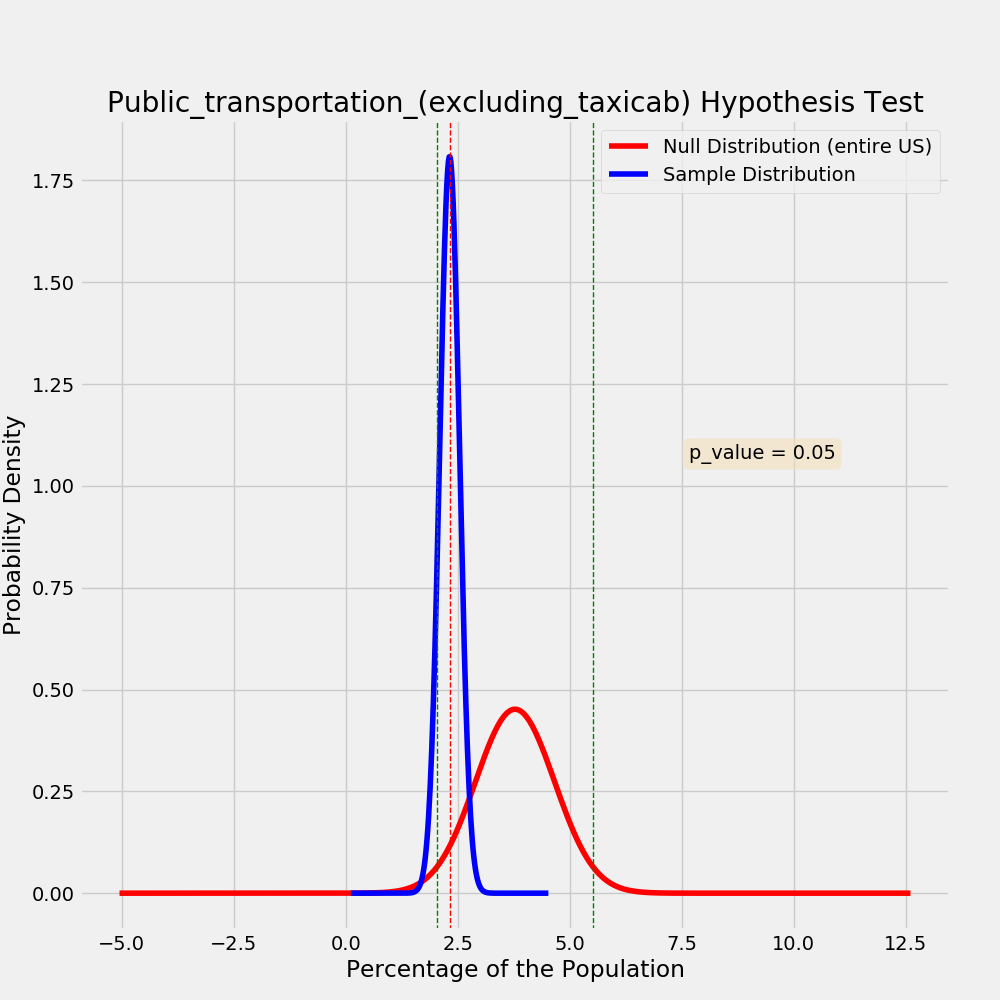 Public_transportation_(excluding_taxicab) Hypothesis Test
Null Distribution (entire US)
Sample Distribution
1.75
1.50
1.25
1.00
0.75
0.50
0.25
0.00
Probability Density
p_value = 0.05
−5.0
−2.5
0.0
2.5
5.0
7.5
10.0
12.5
Percentage of the Population